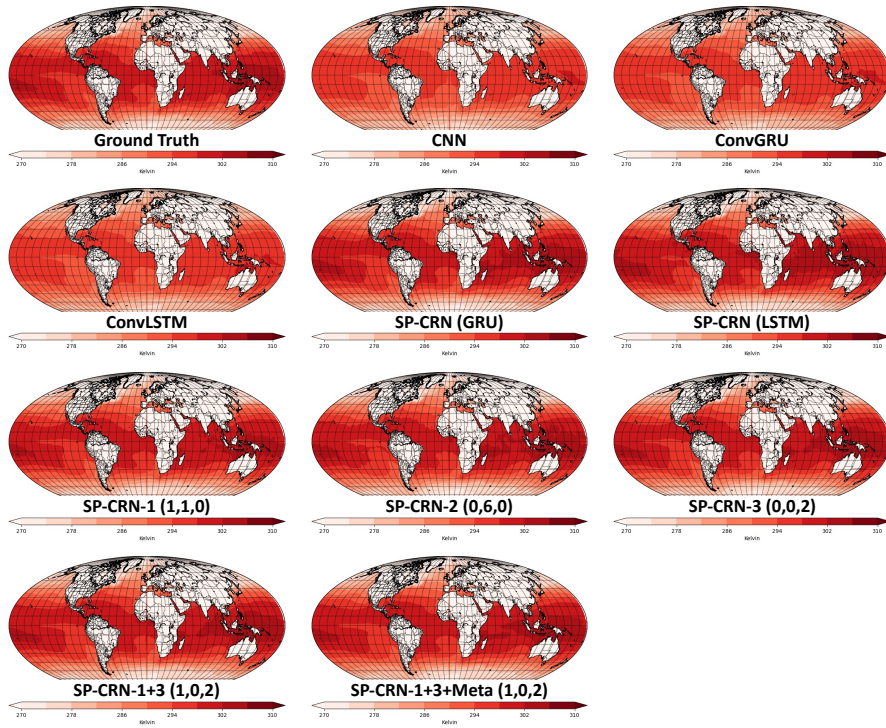 Ground Truth CNN ConvGRU
270 278 286 294 302 310 270 278 286 294 302 310 270 278 286 294 302 310
Kelvin Kelvin Kelvin
ConvLSTM SP-CRN (GRU) SP-CRN (LSTM)
270 278 286 294 302 310 270 278 286 294 302 310 270 278 286 294 302 310
Kelvin Kelvin Kelvin
SP-CRN-1 (1,1,0) SP-CRN-2 (0,6,0) SP-CRN-3 (0,0,2)
270 278 286 294 302 310 270 278 286 294 302 310 270 278 286 294 302 310
Kelvin Kelvin Kelvin
SP-CRN-1+3 (1,0,2) SP-CRN-1+3+Meta (1,0,2)
270 278 286 294 302 310 270 278 286 294 302 310
Kelvin Kelvin